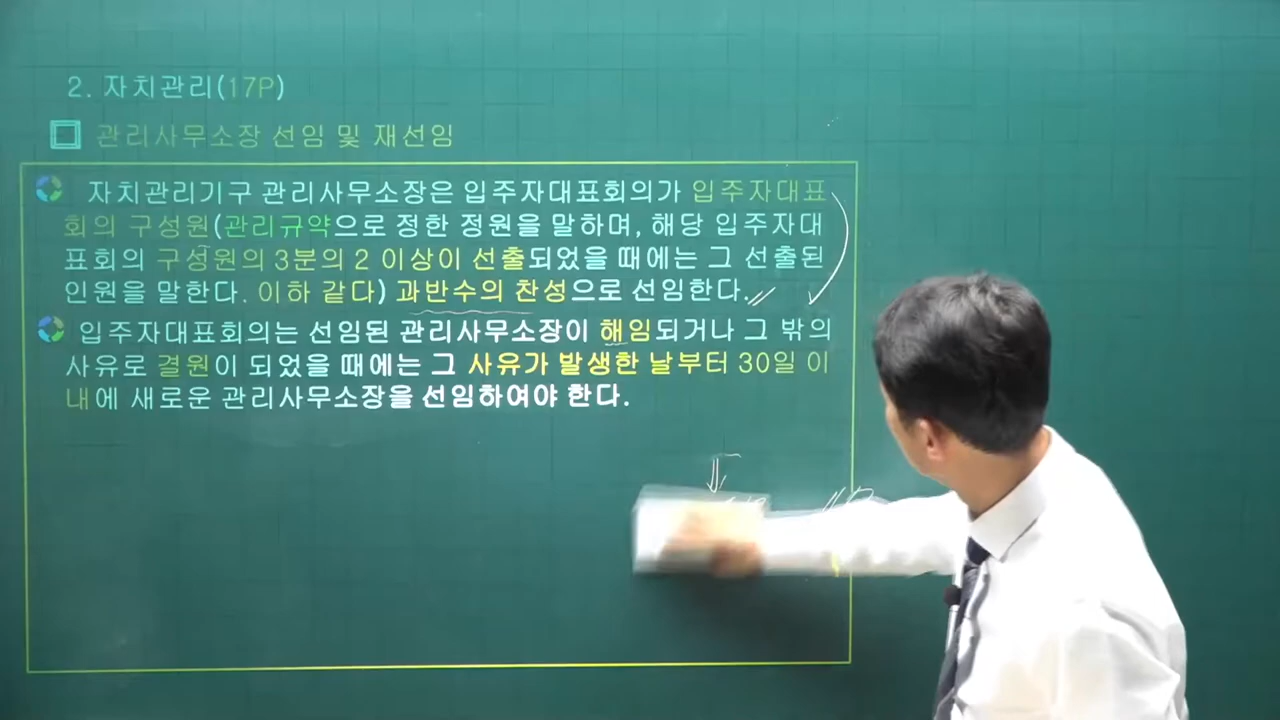 2. 자치관리(17P)
관리사무소장 선임 및 재선임
자치관리기구 관리사무소장은 입주자대표회의가 입주자대표
회의 구성원(관리규약으로 정한 정원을 말하며, 해당 입주자대
표회의 구성원의 3분의 2 이상이 선출되었을 때에는 그 선출된
인원을 말한다. 이하 같다) 과반수의 찬성으로 선임한다.
입주자대표회의는 선임된 관리사무소장이 해임되거나 그 밖의
사유로 결원이 되었을 때에는 그 사유가 발생한 날부터 30일 이
내에 새로운 관리사무소장을 선임하여야 한다.